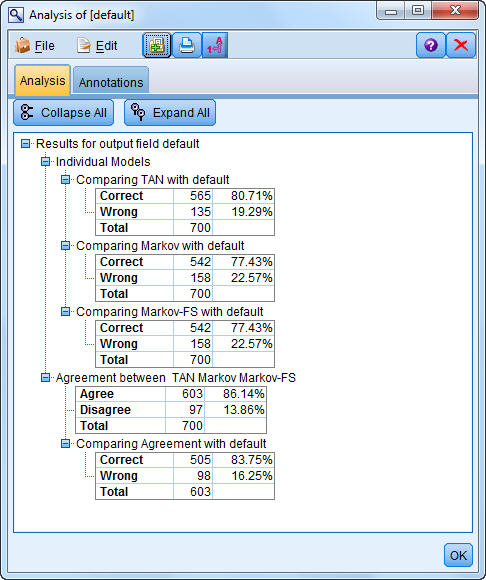 Analysis of [default]
File Edit
Analysis Annotations
Collapse All Expand All
Results for output field default
Individual Models
Comparing TAN with default
Correct 565 80.71%
Wrong 135 19.29%
Total 700
Comparing Markov with default
Correct 542 77.43%
Wrong 158 22.57%
Total 700
Comparing Markov-FS with default
Correct 542 77.43%
Wrong 158 22.57%
Total 700
Agreement between TAN Markov Markov-FS
Agree 603 86.14%
Disagree 97 13.86%
Total 700
Comparing Agreement with default
Correct 505 83.75%
Wrong 98 16.25%
Total 603
OK